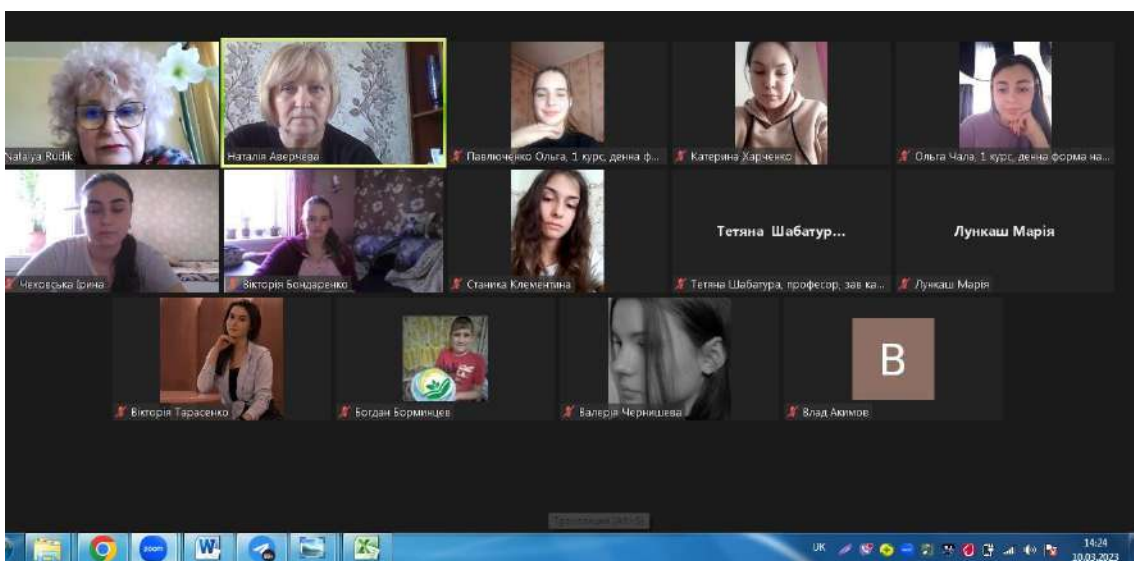 Natalya Rudik
Наталія Аверчева
Павлюченко Ольга, 1 курс, денна ф...
Катерина Харченко
Ольга Чала, 1 курс, денна форма на...
Чеховська Ірина
Вікторія Бондаренко
Станика Клементина
Тетяна Шабатур...
Тетяна Шабатура, професор, зав ка...
Лункаш Марія
Лункаш Марія
Вікторія Тарасенко
Богдан Борминцев
Валерія Чернишева
В
Влад Акимов
zoom
W
UK
14:24
10.03.2023